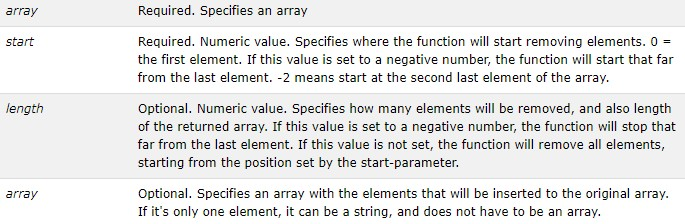 array Required. Specifies an array
start Required. Numeric value. Specifies where the function will start removing elements. 0 =
the first element. If this value is set to a negative number, the function will start that far
from the last element. -2 means start at the second last element of the array.
length Optional. Numeric value. Specifies how many elements will be removed, and also length
of the returned array. If this value is set to a negative number, the function will stop that
far from the last element. If this value is not set, the function will remove all elements,
starting from the position set by the start-parameter.
array Optional. Specifies an array with the elements that will be inserted to the original array.
If it's only one element, it can be a string, and does not have to be an array.